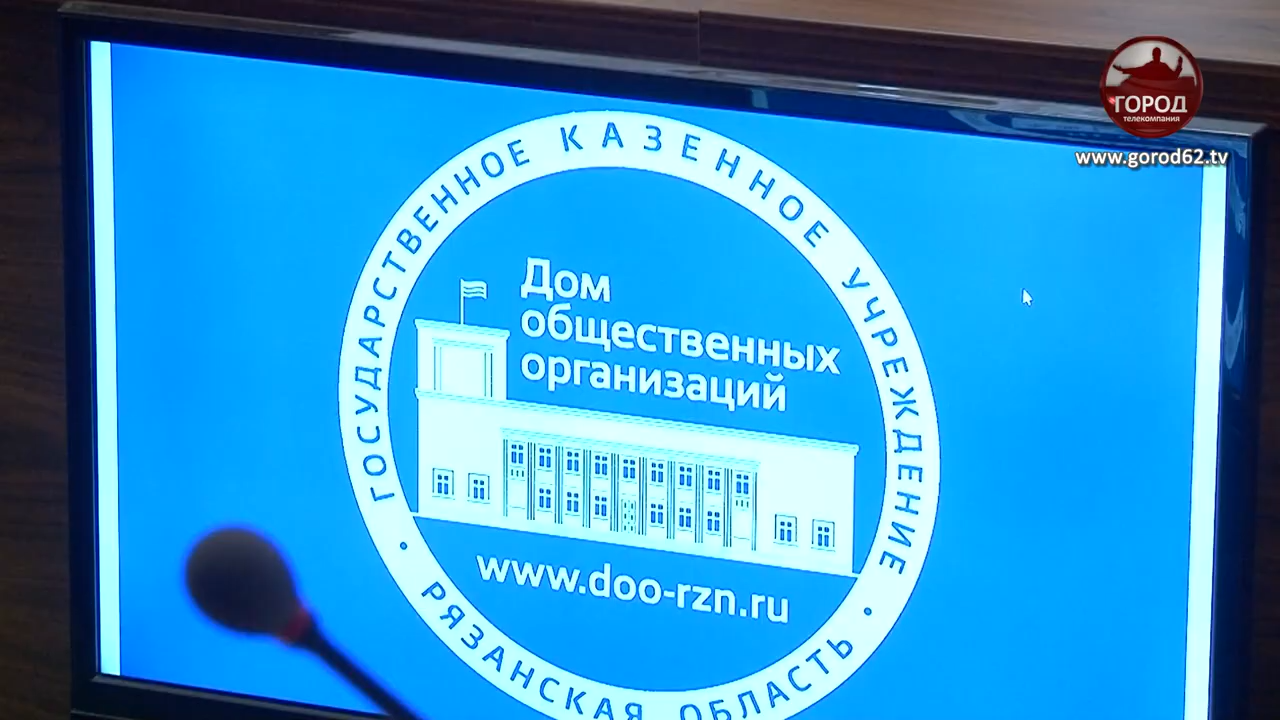 ГОРОД
телекомпания
www.gorod62.tv
ГОСУДАРСТВЕННОЕ КАЗЕННОЕ УЧРЕЖДЕНИЕ
Дом
общественных
организаций
www.doo-rzn.ru
• РЯЗАНСКАЯ ОБЛАСТЬ •